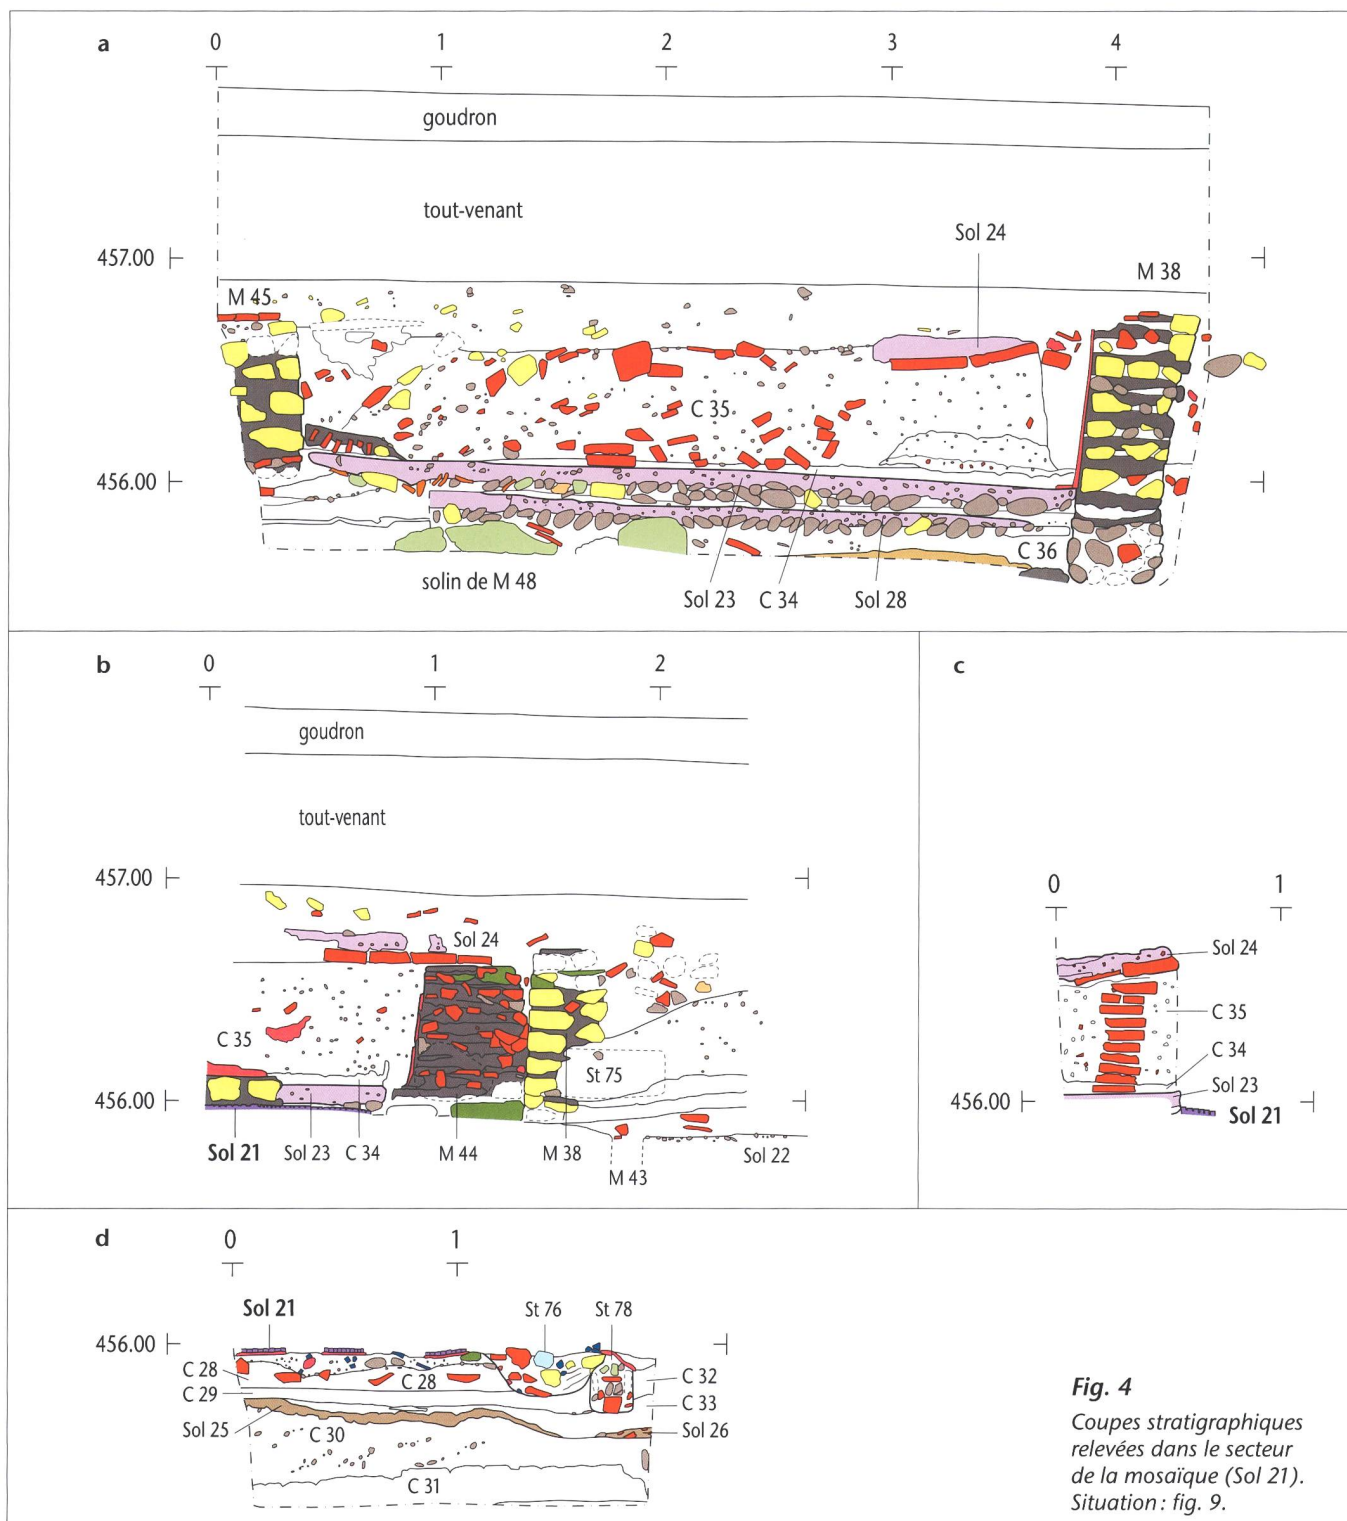 a
0 1 2 3 4
goudron
tout-venant
Sol 24
457.00
M 38
M 45
C 35
456.00
C 36
solin de M 48
Sol 23 C 34 Sol 28
b
0 1 2
goudron
tout-venant
457.00
Sol 24
C 35
St 75
456.00
Sol 21 Sol 23 C 34 M 44 M 38 Sol 22
M 43
c
0 1
Sol 24
C 35
C 34
Sol 23
456.00
Sol 21
d
0 1
Sol 21 St 76 St 78
456.00
C 28 C 28 C 32
C 29 C 33
Sol 25 C 30 Sol 26
C 31
Fig. 4
Coupes stratigraphiques
relevées dans le secteur
de la mosaïque (Sol 21).
Situation : fig. 9.